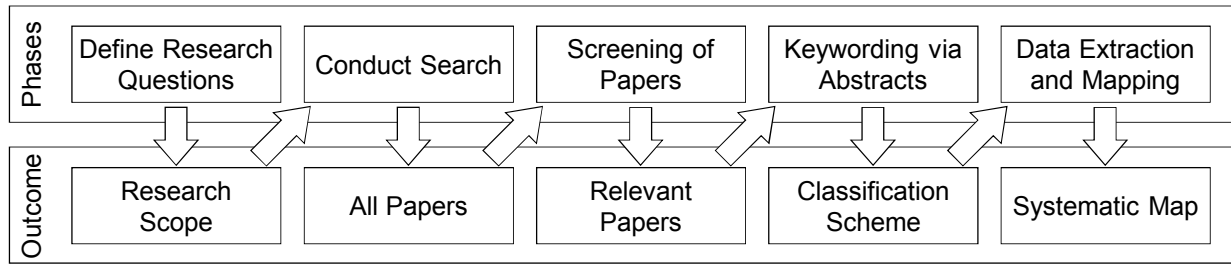 Phases
Define Research
Questions
Conduct Search
Screening of
Papers
Keywording via
Abstracts
Data Extraction
and Mapping
Outcome
Research
Scope
All Papers
Relevant
Papers
Classification
Scheme
Systematic Map